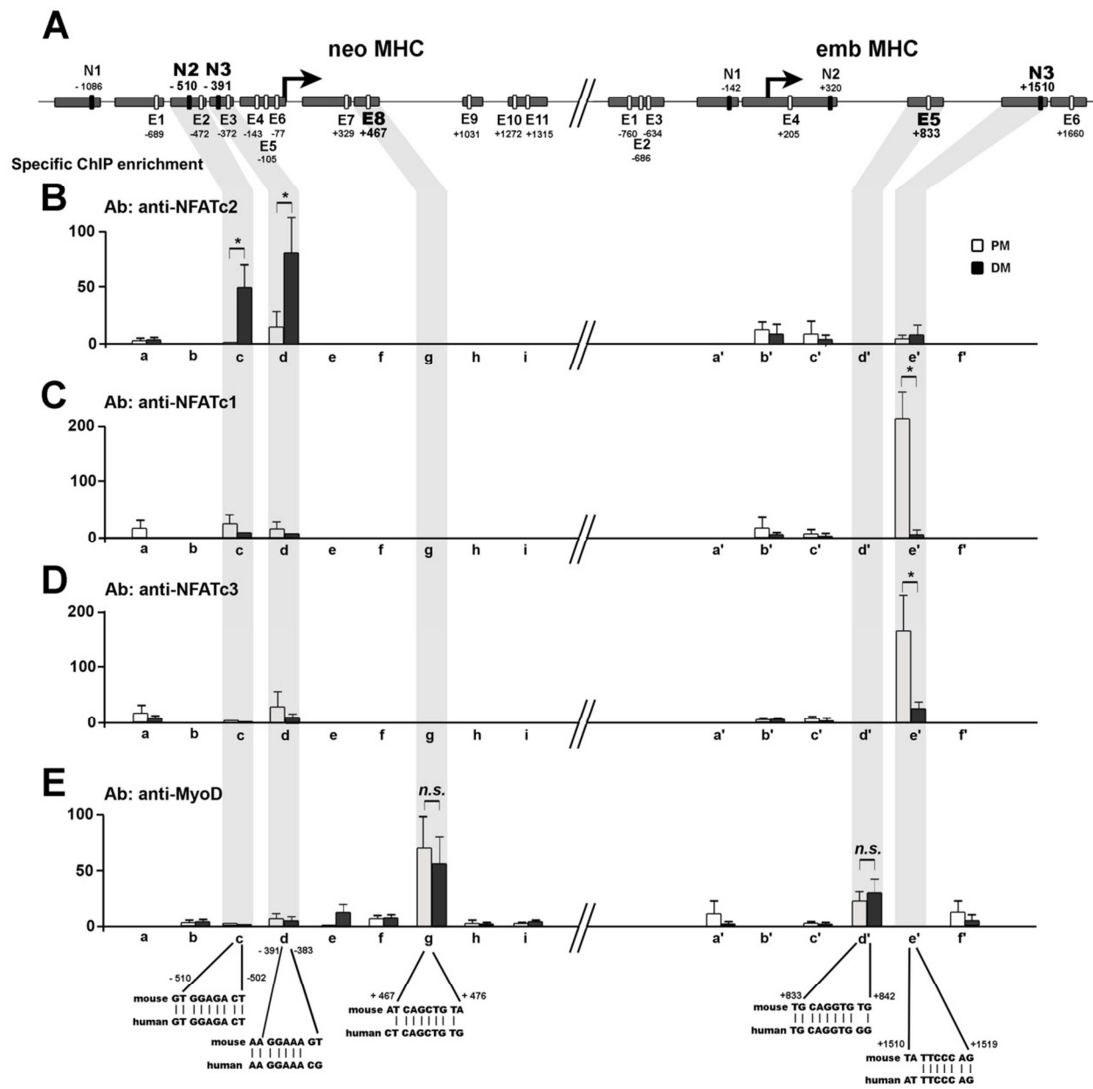 A
neo MHC
emb MHC
N1 N2 N3 N1 N2 N3
- 1086 - 510 - 391 -142 +320 +1510
E1 E2 E3 E4 E6 E7 E8 E9 E10 E11 E1 E3 E4 E5 E6
-689 -472 -372 -143 -77 +329 +467 +1031 +1272 +1315 -760 -634 +205 +833 +1660
E5 E2
-105 -686
Specific ChIP enrichment
B
Ab: anti-NFATc2
* *
100
50
0
PM
DM
a b c d e f g h i a' b' c' d' e' f'
C
Ab: anti-NFATc1
*
200
100
0
a b c d e f g h i a' b' c' d' e' f'
D
Ab: anti-NFATc3
*
200
100
0
a b c d e f g h i a' b' c' d' e' f'
E
Ab: anti-MyoD
n.s. n.s.
100
50
0
a b c d e f g h i a' b' c' d' e' f'
- 510 -502
mouse GT GGAGA CT
human GT GGAGA CT
- 391 -383
mouse AA GGAAA GT
human AA GGAAA CG
+ 467 + 476
mouse AT CAGCTG TA
human CT CAGCTG TG
+833 +842
mouse TG CAGGTG TG
human TG CAGGTG GG
+1510 +1519
mouse TA TTCCC AG
human AT TTCCC AG